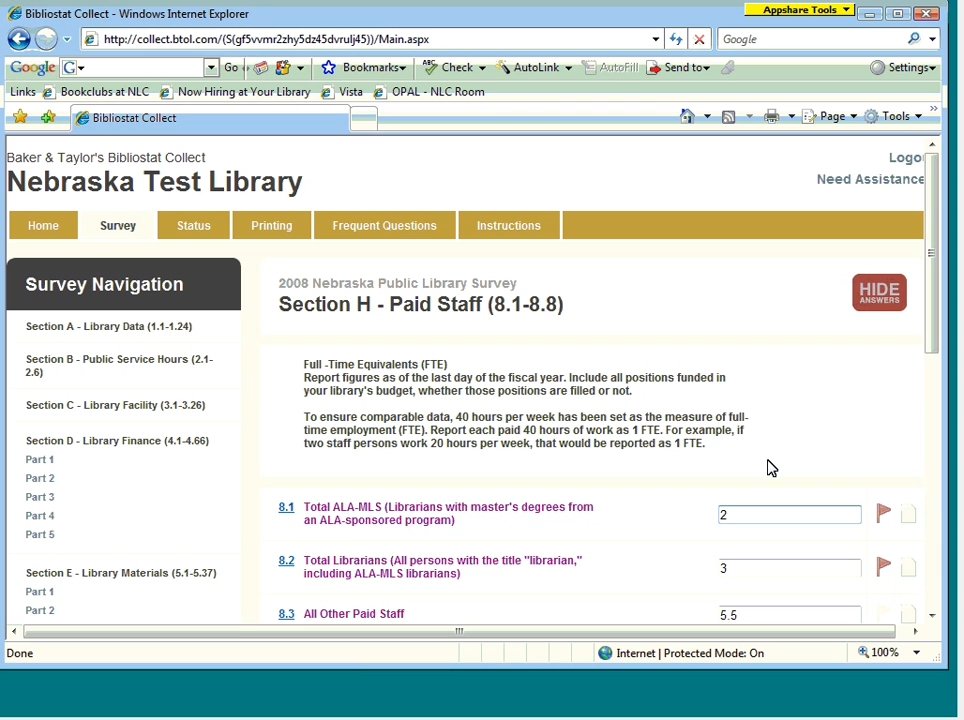 Bibliostat Collect - Windows Internet Explorer
Appshare Tools
http://collect.btol.com/(S(gf5vvmr2zhy5dz45dvrulj45))/Main.aspx
Google
Google G Go Bookmarks ABC Check AutoLink AutoFill Send to Settings
Links Bookclubs at NLC Now Hiring at Your Library Vista OPAL - NLC Room
Bibliostat Collect Page Tools
Baker & Taylor's Bibliostat Collect
Logo
Nebraska Test Library
Need Assistance
Home Survey Status Printing Frequent Questions Instructions
Survey Navigation
Section A - Library Data (1.1-1.24)
Section B - Public Service Hours (2.1-
2.6)
Section C - Library Facility (3.1-3.26)
Section D - Library Finance (4.1-4.66)
Part 1
Part 2
Part 3
Part 4
Part 5
Section E - Library Materials (5.1-5.37)
Part 1
Part 2
2008 Nebraska Public Library Survey
Section H - Paid Staff (8.1-8.8)
HIDE
ANSWERS
Full -Time Equivalents (FTE)
Report figures as of the last day of the fiscal year. Include all positions funded in
your library's budget, whether those positions are filled or not.
To ensure comparable data, 40 hours per week has been set as the measure of full-
time employment (FTE). Report each paid 40 hours of work as 1 FTE. For example, if
two staff persons work 20 hours per week, that would be reported as 1 FTE.
8.1 Total ALA-MLS (Librarians with master's degrees from
an ALA-sponsored program)
2
8.2 Total Librarians (All persons with the title "librarian,"
including ALA-MLS librarians)
3
8.3 All Other Paid Staff
5.5
Done
Internet | Protected Mode: On
100%